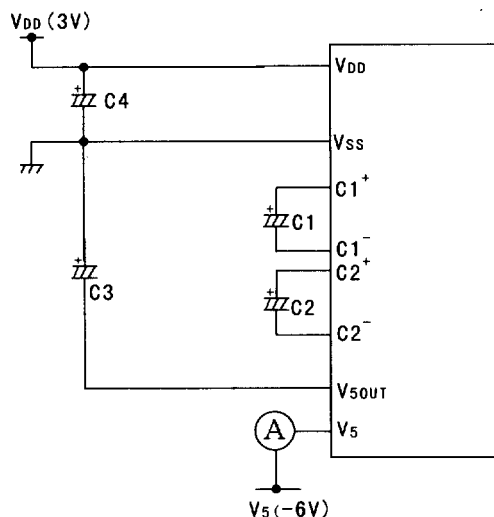 VDD (3V)
VDD
C4
VSS
C1+
C1
C1-
C2+
C3
C2
C2-
V5OUT
A
V5
V5(-6V)